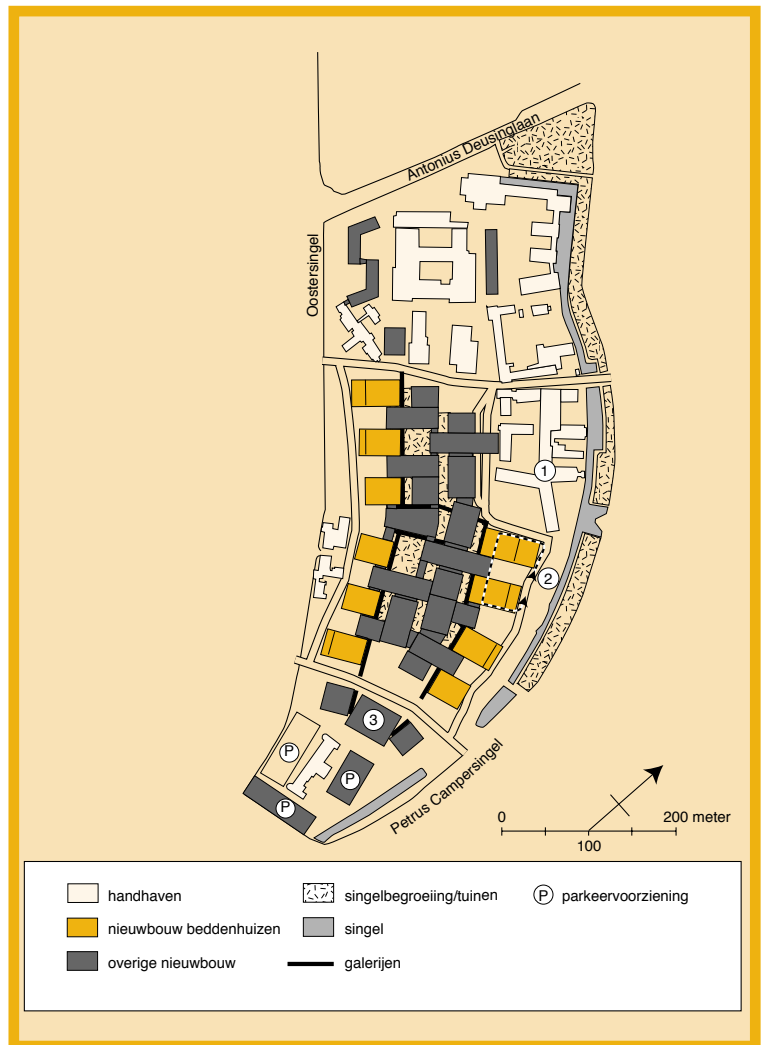 Antonius Deusinglaan
Oostersingel
1
2
3
P
P
P
Petrus Campersingel
0
200 meter
100
handhaven
singelbegroeiing/tuinen
P parkeervoorziening
nieuwbouw beddenhuizen
singel
overige nieuwbouw
galerijen